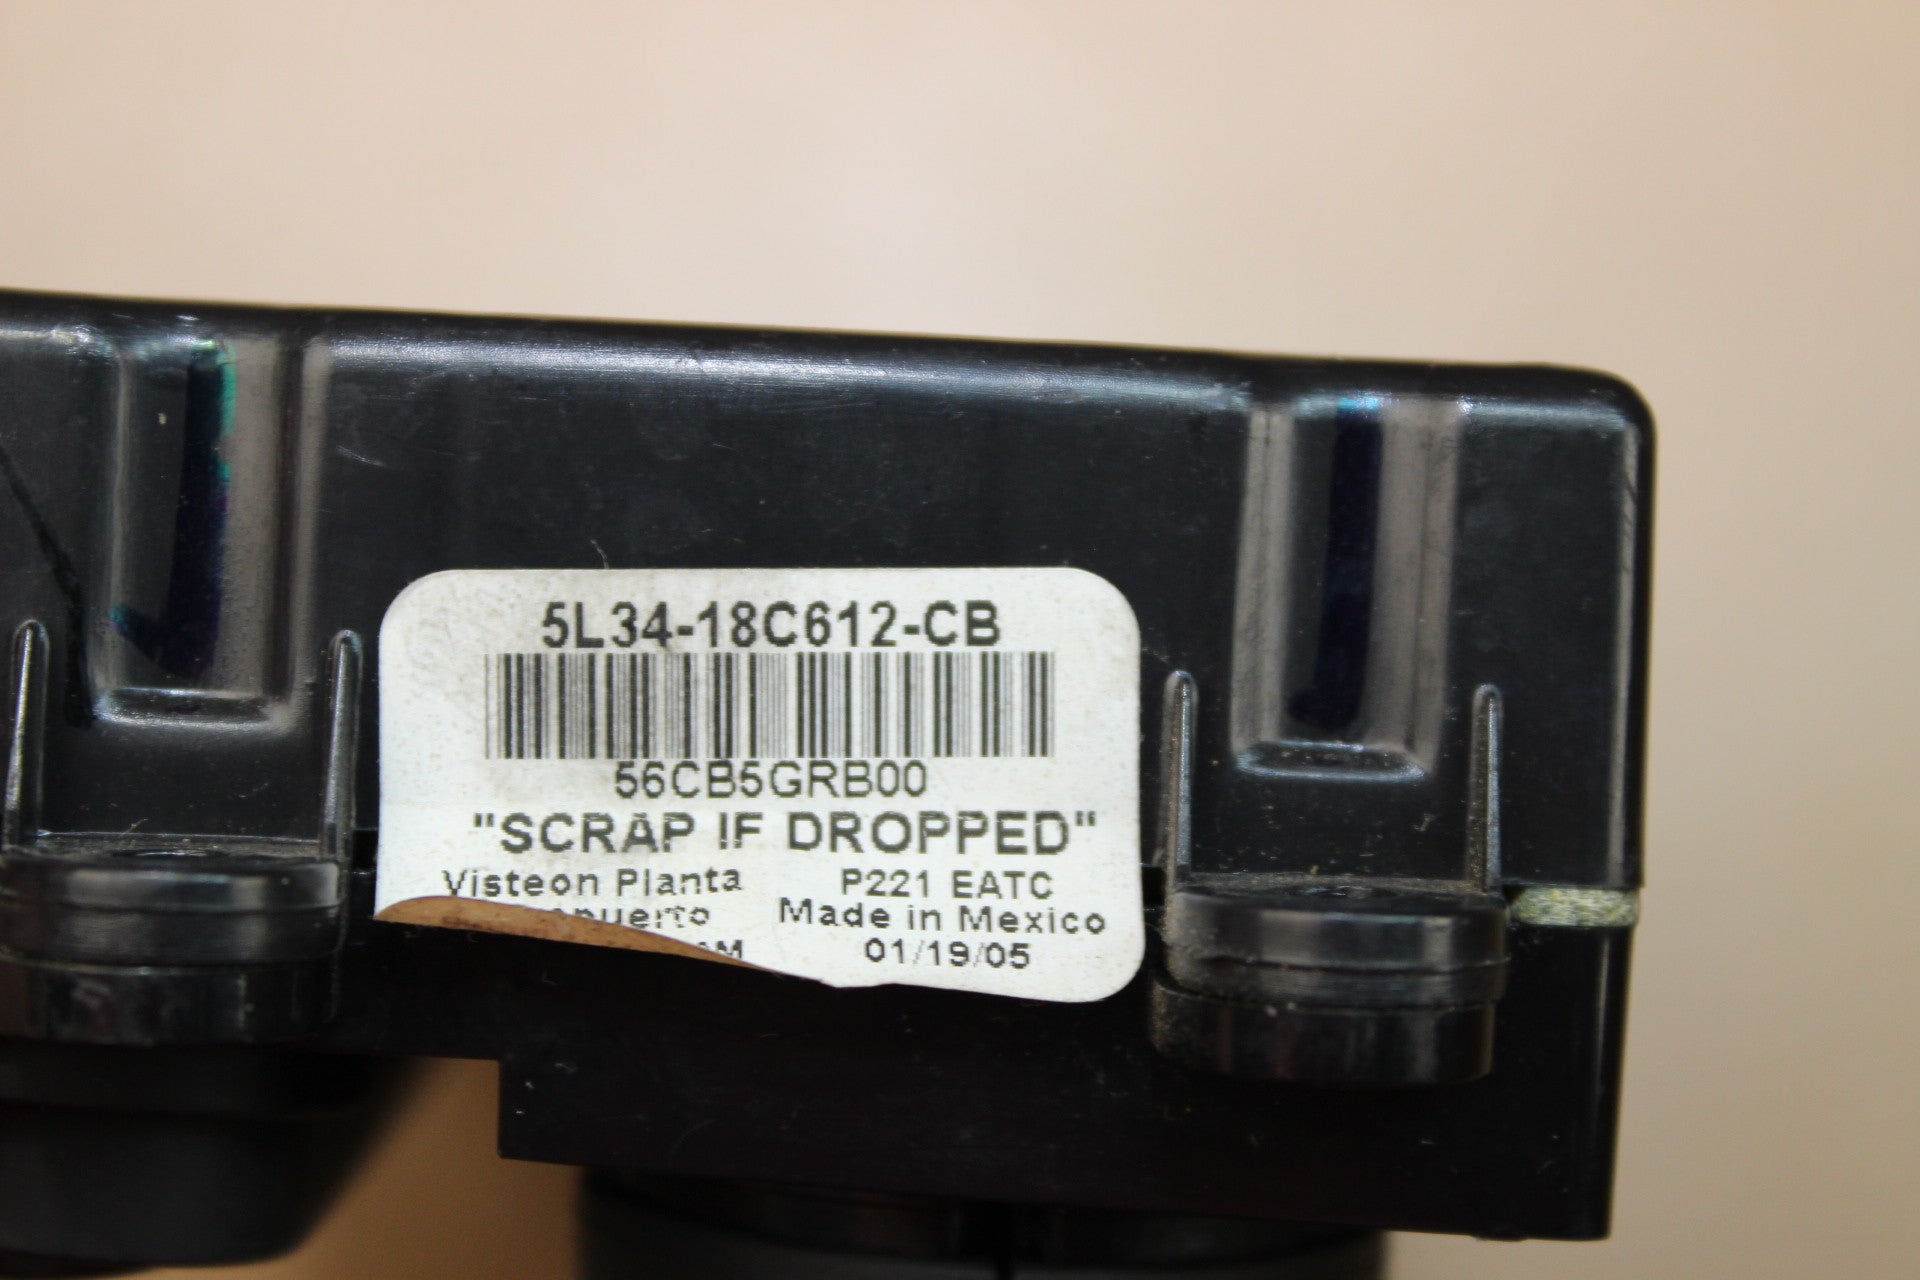 5L34-18C612-CB
56CB5GRB00
"SCRAP IF DROPPED"
Visteon Planta
P221 EATC
Made in Mexico
01/19/05